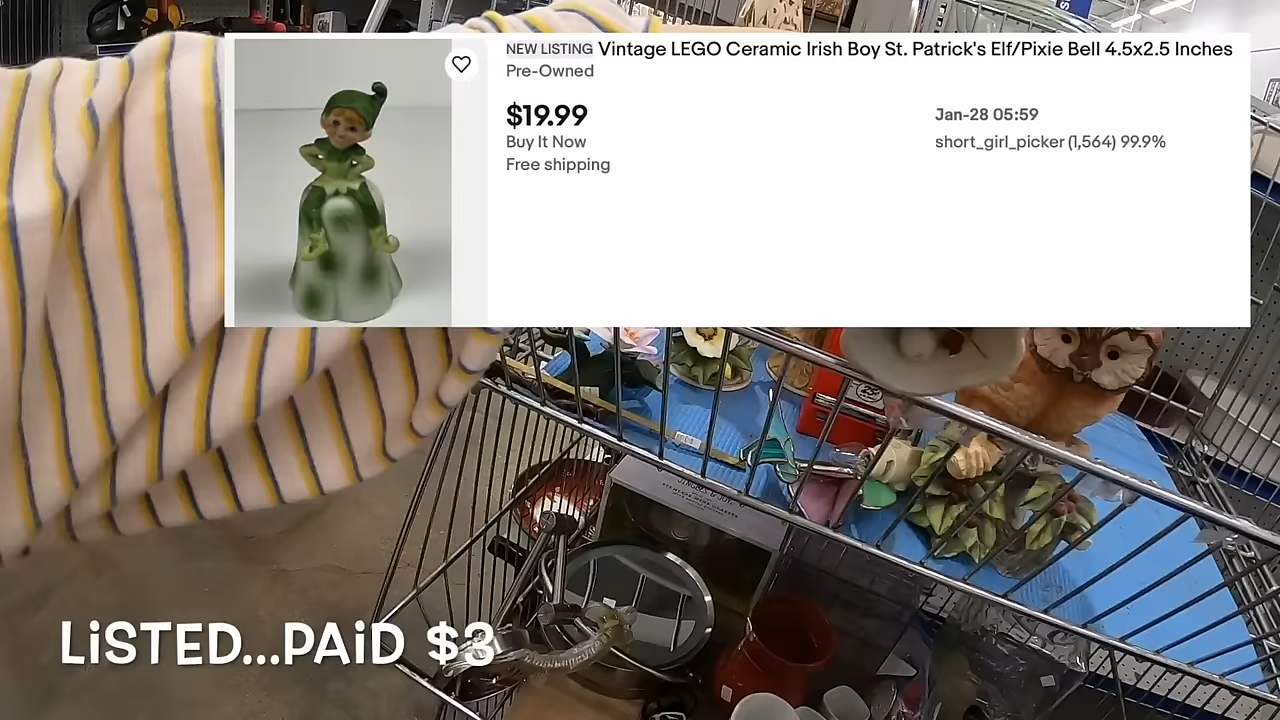 NEW LISTING Vintage LEGO Ceramic Irish Boy St. Patrick's Elf/Pixie Bell 4.5x2.5 Inches
Pre-Owned
$19.99
Jan-28 05:59
Buy It Now
short_girl_picker (1,564) 99.9%
Free shipping
LiSTED...PAiD $3